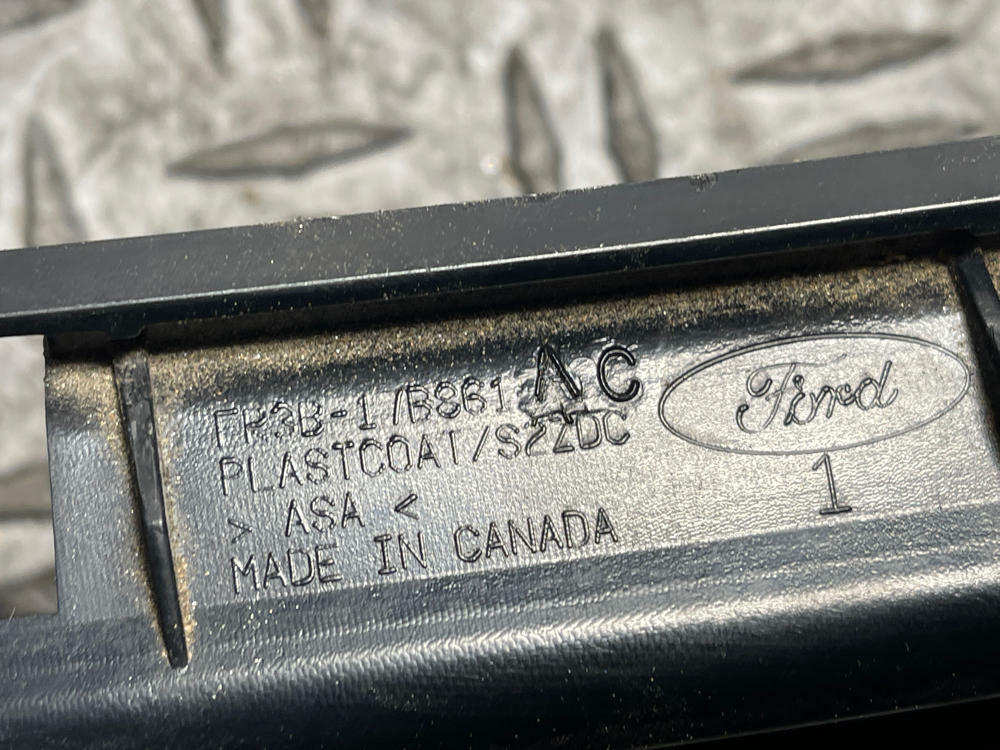 FR3B-17B861 AC
PLASTCOAT/S22DC
> ASA <
MADE IN CANADA
Ford
1